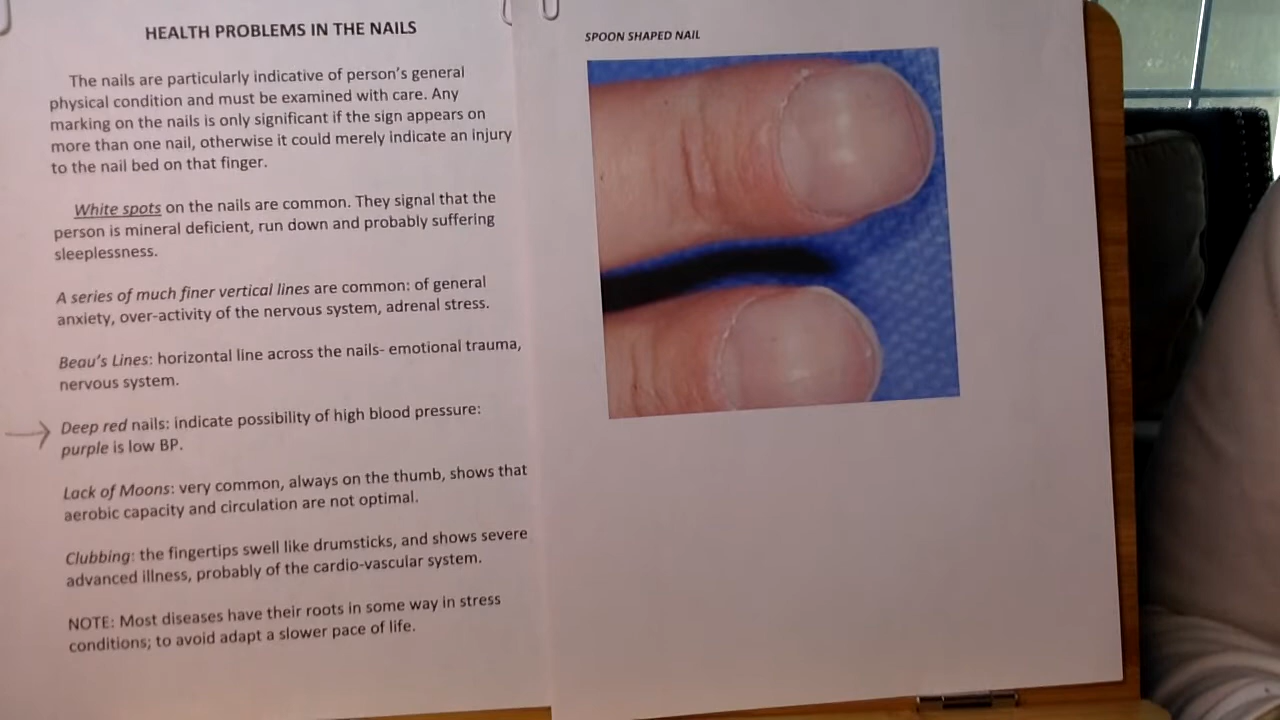 HEALTH PROBLEMS IN THE NAILS
The nails are particularly indicative of person's general
physical condition and must be examined with care. Any
marking on the nails is only significant if the sign appears on
more than one nail, otherwise it could merely indicate an injury
to the nail bed on that finger.
White spots on the nails are common. They signal that the
person is mineral deficient, run down and probably suffering
sleeplessness.
A series of much finer vertical lines are common: of general
anxiety, over-activity of the nervous system, adrenal stress.
Beau's Lines: horizontal line across the nails- emotional trauma,
nervous system.
Deep red nails: indicate possibility of high blood pressure:
purple is low BP.
Lack of Moons: very common, always on the thumb, shows that
aerobic capacity and circulation are not optimal.
Clubbing: the fingertips swell like drumsticks, and shows severe
advanced illness, probably of the cardio-vascular system.
NOTE: Most diseases have their roots in some way in stress
conditions; to avoid adapt a slower pace of life.
SPOON SHAPED NAIL